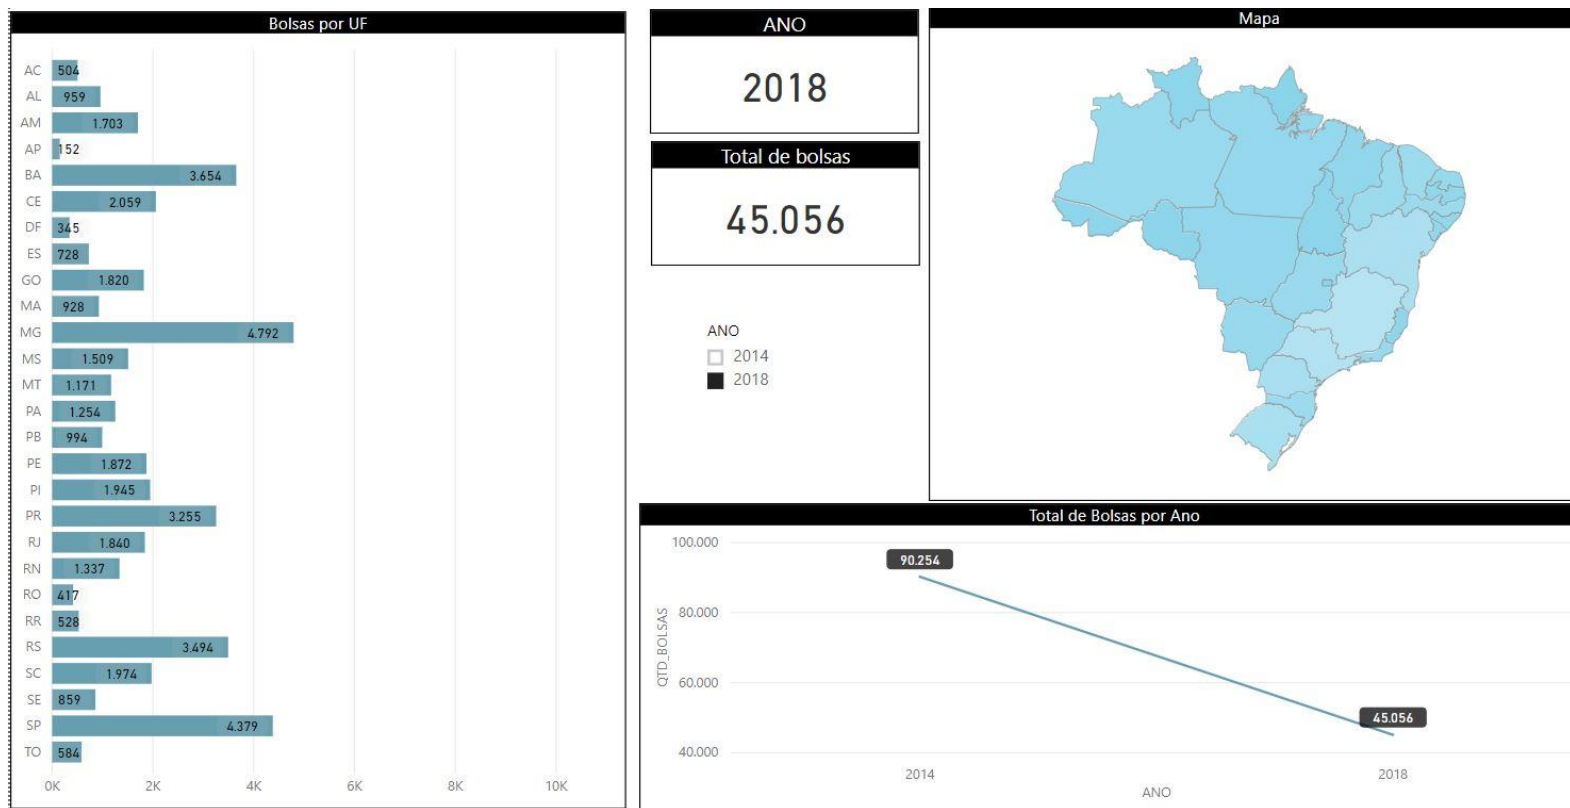 Bolsas por UF
AC 504
AL 959
AM 1.703
AP 152
BA 3.654
CE 2.059
DF 345
ES 728
GO 1.820
MA 928
MG 4.792
MS 1.509
MT 1.171
PA 1.254
PB 994
PE 1.872
PI 1.945
PR 3.255
RJ 1.840
RN 1.337
RO 417
RR 528
RS 3.494
SC 1.974
SE 859
SP 4.379
TO 584
0K 2K 4K 6K 8K 10K
ANO
2018
Total de bolsas
45.056
ANO
2014
2018
Mapa
Total de Bolsas por Ano
QTD_BOLSAS
100.000
80.000
60.000
40.000
90.254
45.056
2014 2018
ANO